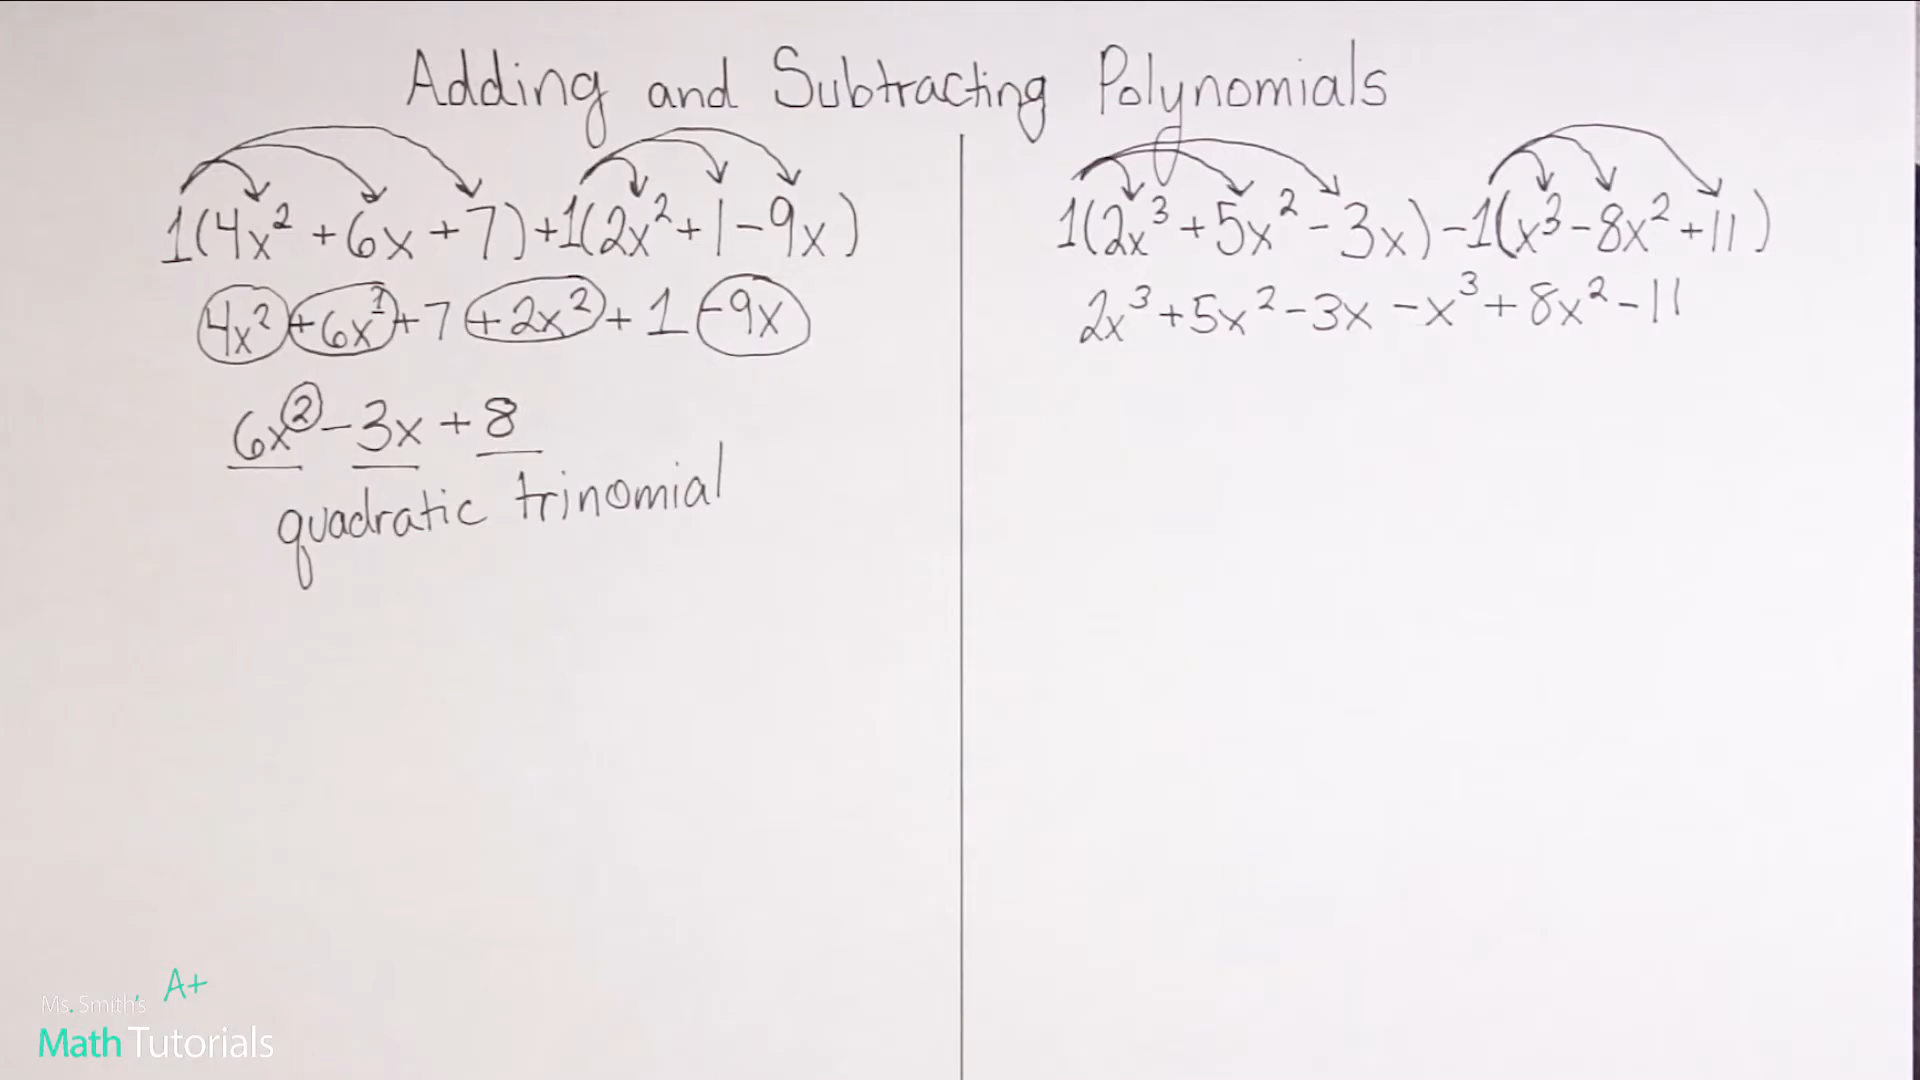 Adding and Subtracting Polynomials
1(4x² + 6x + 7) + 1(2x² + 1 - 9x)
4x² + 6x¹ + 7 + 2x² + 1 - 9x
6x² - 3x + 8
quadratic trinomial
1(2x³ + 5x² - 3x) - 1(x³ - 8x² + 11)
2x³ + 5x² - 3x - x³ + 8x² - 11
A+
Ms. Smith's
Math Tutorials